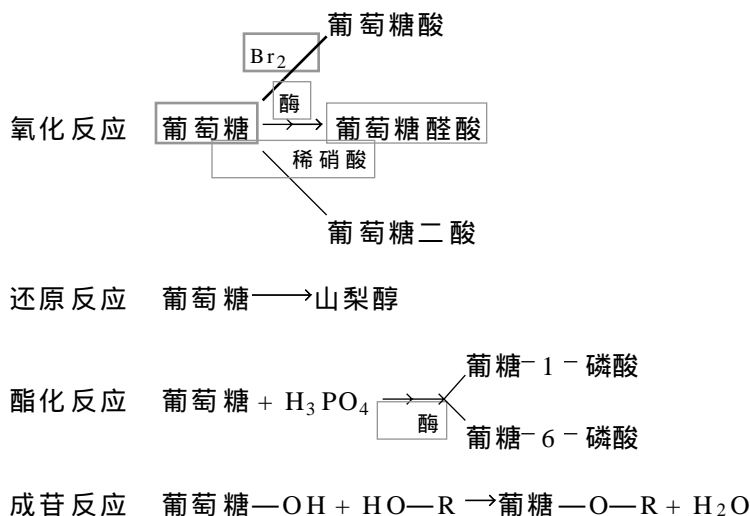 葡萄糖酸
Br₂
酶
氧化反应 葡萄糖 → 葡萄糖醛酸
稀硝酸
葡萄糖二酸
还原反应 葡萄糖 → 山梨醇
葡糖-1-磷酸
酯化反应 葡萄糖 + H₃PO₄ →
酶
葡糖-6-磷酸
成苷反应 葡萄糖—OH + HO—R → 葡糖—O—R + H₂O